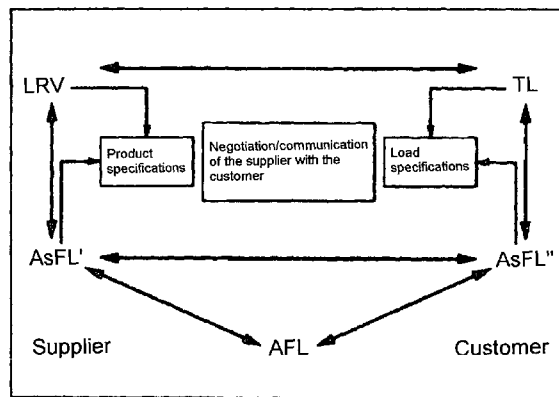 LRV
TL
Product
specifications
Negotiation/communication
of the supplier with the
customer
Load
specifications
AsFL'
AsFL"
Supplier
AFL
Customer